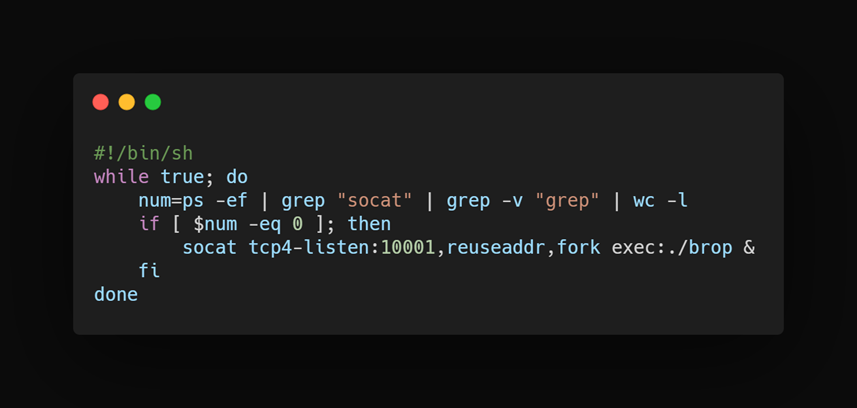 #!/bin/sh
while true; do
    num=ps -ef | grep "socat" | grep -v "grep" | wc -l
    if [ $num -eq 0 ]; then
        socat tcp4-listen:10001,reuseaddr,fork exec:./brop &
    fi
done